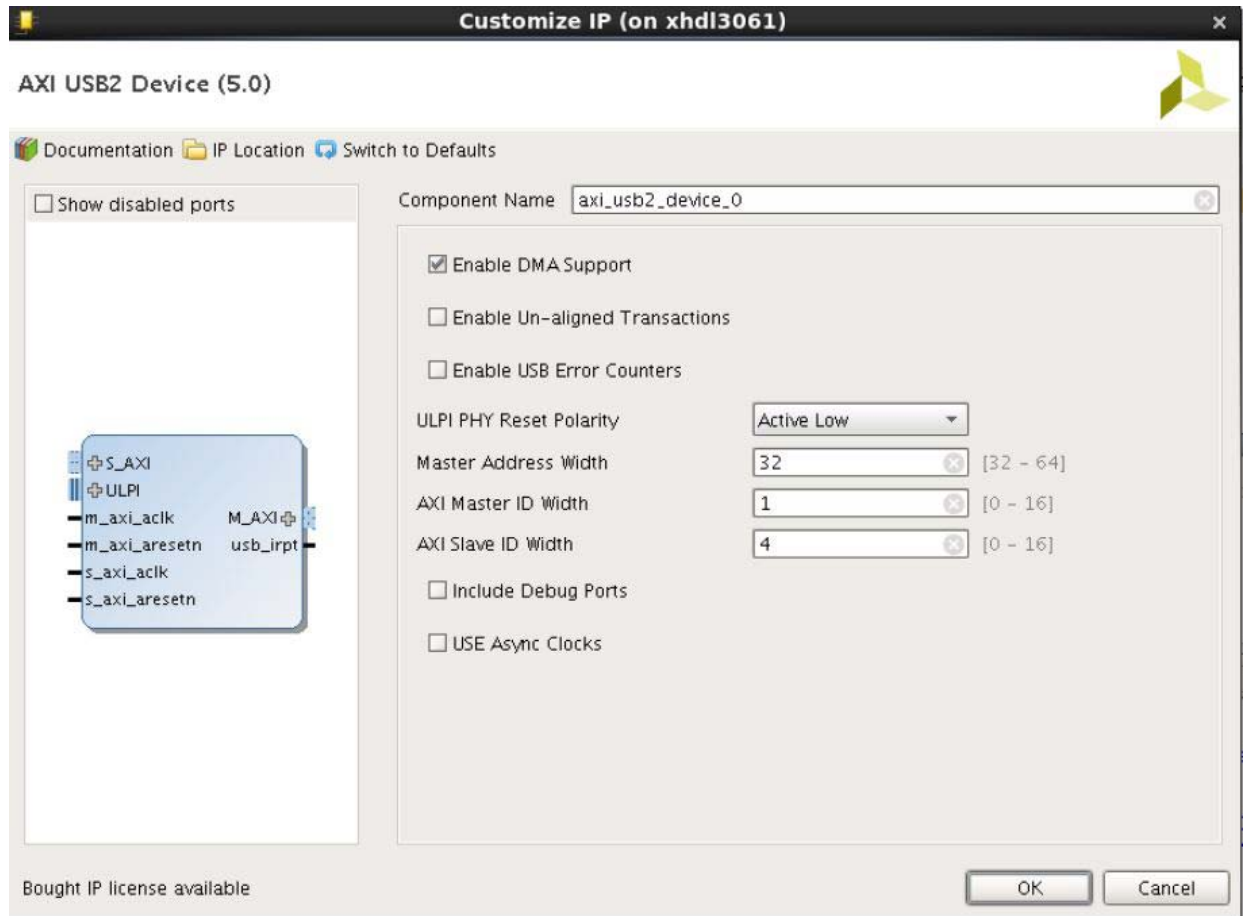 Customize IP (on xhdl3061)
AXI USB2 Device (5.0)
Documentation IP Location Switch to Defaults
Show disabled ports
Component Name axi_usb2_device_0
Enable DMA Support
Enable Un-aligned Transactions
Enable USB Error Counters
ULPI PHY Reset Polarity Active Low
Master Address Width 32 [32 - 64]
AXI Master ID Width 1 [0 - 16]
AXI Slave ID Width 4 [0 - 16]
Include Debug Ports
USE Async Clocks
S_AXI
ULPI
m_axi_aclk M_AXI
m_axi_aresetn usb_irpt
s_axi_aclk
s_axi_aresetn
Bought IP license available
OK Cancel